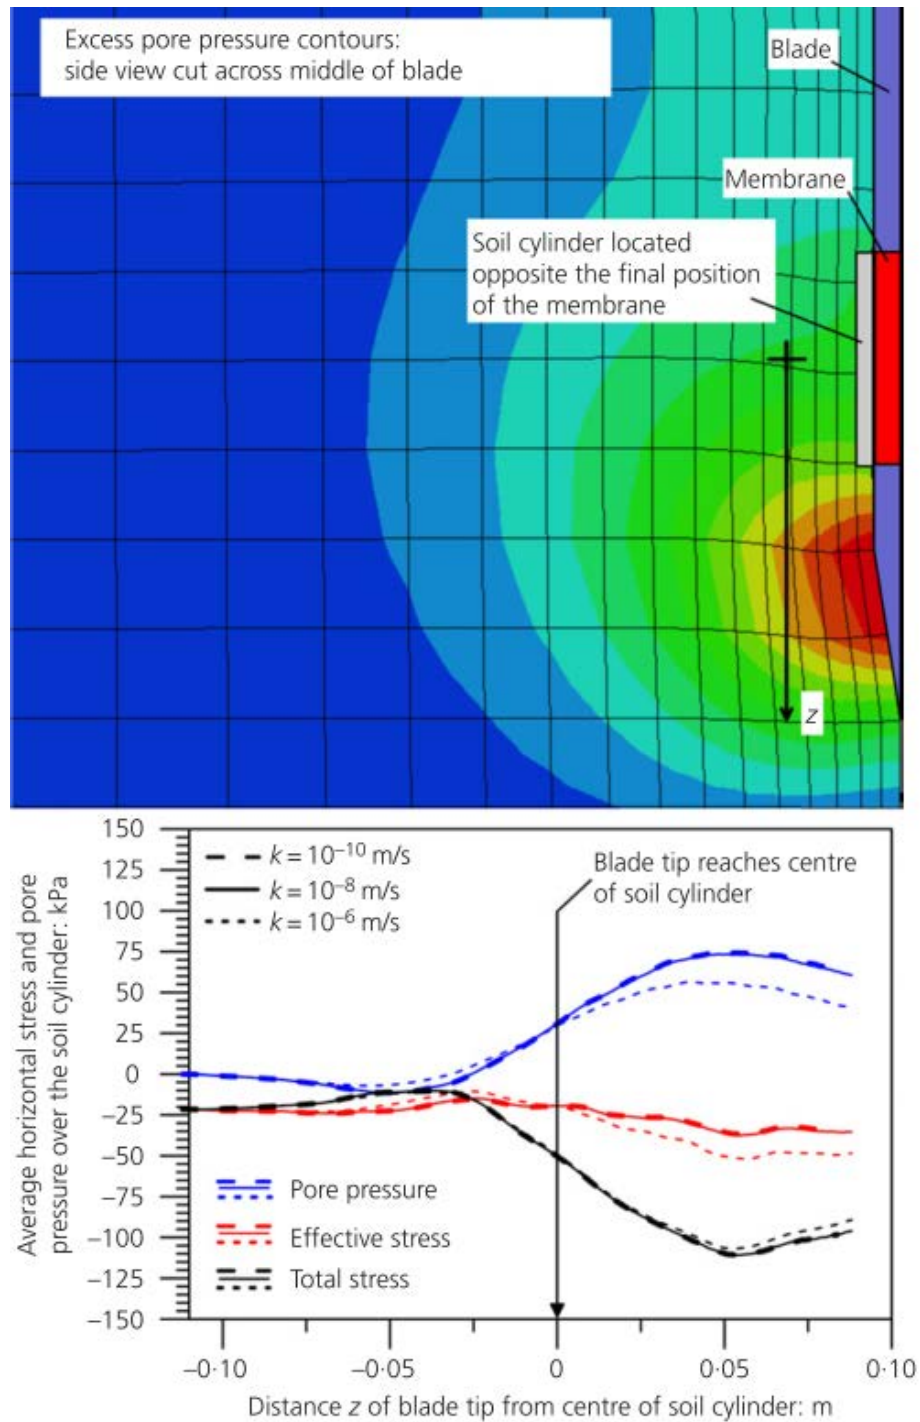 Excess pore pressure contours:
side view cut across middle of blade
Blade
Membrane
Soil cylinder located
opposite the final position
of the membrane
z
150
125
100
75
50
25
0
−25
−50
−75
−100
−125
−150
Average horizontal stress and pore
pressure over the soil cylinder: kPa
k = 10⁻¹⁰ m/s
k = 10⁻⁸ m/s
k = 10⁻⁶ m/s
Blade tip reaches centre
of soil cylinder
Pore pressure
Effective stress
Total stress
−0·10 −0·05 0 0·05 0·10
Distance z of blade tip from centre of soil cylinder: m